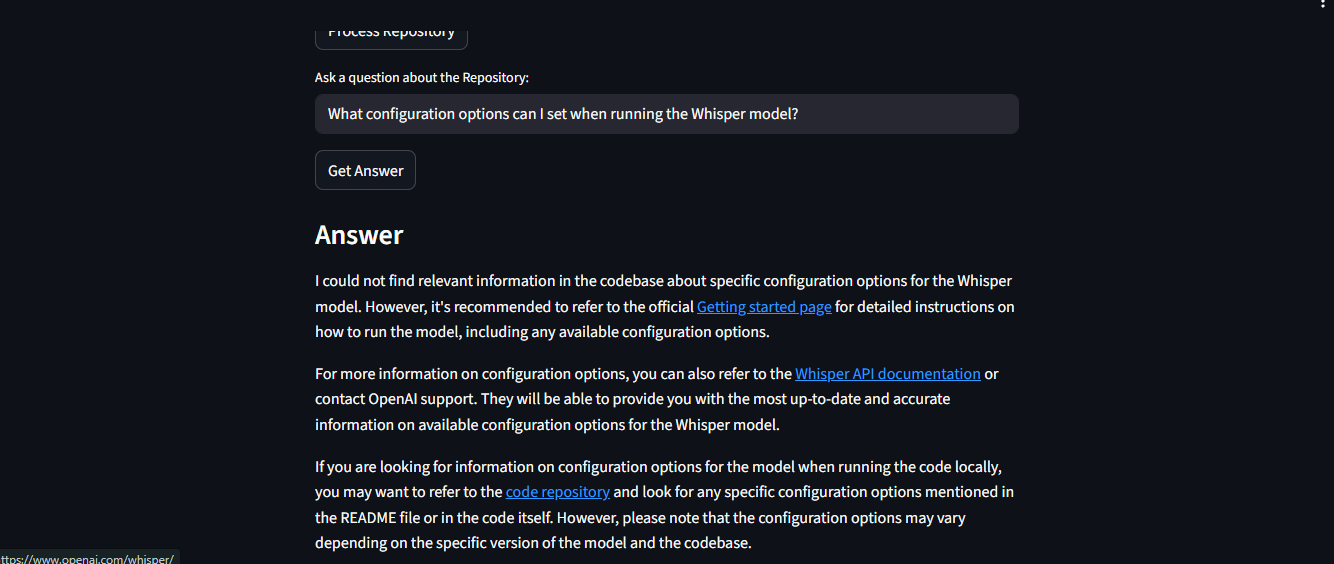 Process Repository
Ask a question about the Repository:
What configuration options can I set when running the Whisper model?
Get Answer
Answer
I could not find relevant information in the codebase about specific configuration options for the Whisper
model. However, it's recommended to refer to the official Getting started page for detailed instructions on
how to run the model, including any available configuration options.
For more information on configuration options, you can also refer to the Whisper API documentation or
contact OpenAI support. They will be able to provide you with the most up-to-date and accurate
information on available configuration options for the Whisper model.
If you are looking for information on configuration options for the model when running the code locally,
you may want to refer to the code repository and look for any specific configuration options mentioned in
the README file or in the code itself. However, please note that the configuration options may vary
depending on the specific version of the model and the codebase.
ttps://www.openai.com/whisper/